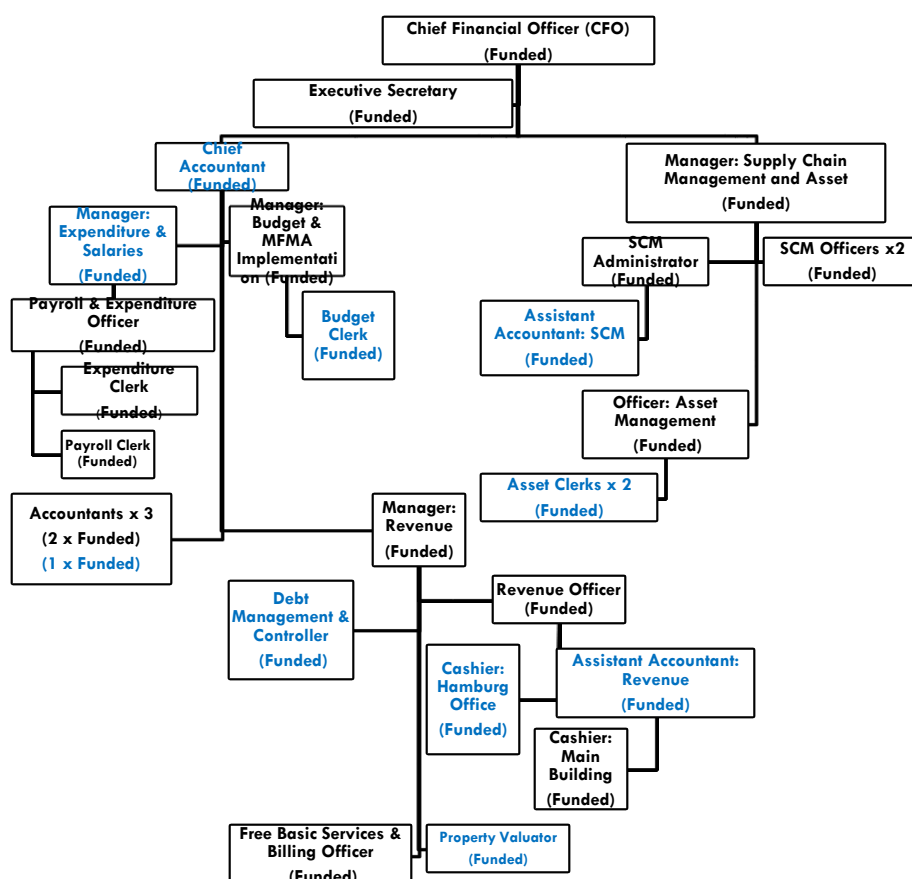 Chief Financial Officer (CFO)
(Funded)
Executive Secretary
(Funded)
Chief
Accountant
(Funded)
Manager: Supply Chain
Management and Asset
(Funded)
Manager:
Expenditure &
Salaries
(Funded)
Manager:
Budget &
MFMA
Implementati
on (Funded)
SCM
Administrator
(Funded)
SCM Officers x2
(Funded)
Payroll & Expenditure
Officer
(Funded)
Budget
Clerk
(Funded)
Assistant
Accountant: SCM
(Funded)
Expenditure
Clerk
(Funded)
Payroll Clerk
(Funded)
Officer: Asset
Management
(Funded)
Asset Clerks x 2
(Funded)
Accountants x 3
(2 x Funded)
(1 x Funded)
Manager:
Revenue
(Funded)
Debt
Management &
Controller
(Funded)
Revenue Officer
(Funded)
Cashier:
Hamburg
Office
(Funded)
Assistant Accountant:
Revenue
(Funded)
Cashier:
Main
Building
(Funded)
Free Basic Services &
Billing Officer
(Funded)
Property Valuator
(Funded)